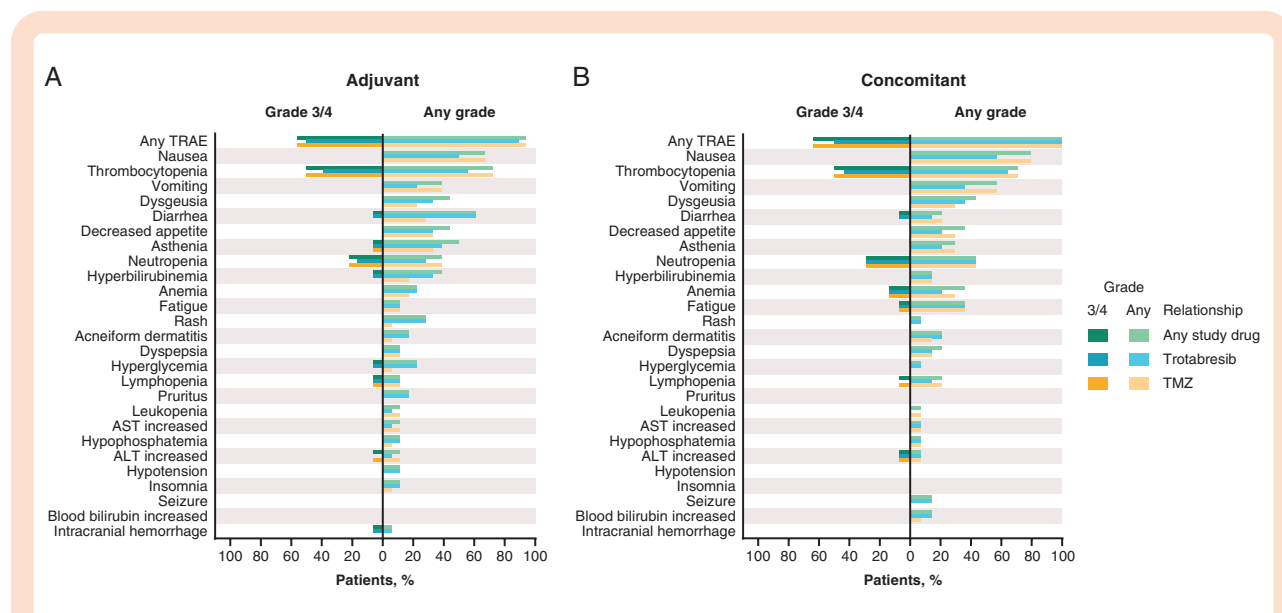 A
Adjuvant
Grade 3/4 Any grade
Any TRAE
Nausea
Thrombocytopenia
Vomiting
Dysgeusia
Diarrhea
Decreased appetite
Asthenia
Neutropenia
Hyperbilirubinemia
Anemia
Fatigue
Rash
Acneiform dermatitis
Dyspepsia
Hyperglycemia
Lymphopenia
Pruritus
Leukopenia
AST increased
Hypophosphatemia
ALT increased
Hypotension
Insomnia
Seizure
Blood bilirubin increased
Intracranial hemorrhage
100 80 60 40 20 0 20 40 60 80 100
Patients, %
B
Concomitant
Grade 3/4 Any grade
Any TRAE
Nausea
Thrombocytopenia
Vomiting
Dysgeusia
Diarrhea
Decreased appetite
Asthenia
Neutropenia
Hyperbilirubinemia
Anemia
Fatigue
Rash
Acneiform dermatitis
Dyspepsia
Hyperglycemia
Lymphopenia
Pruritus
Leukopenia
AST increased
Hypophosphatemia
ALT increased
Hypotension
Insomnia
Seizure
Blood bilirubin increased
Intracranial hemorrhage
100 80 60 40 20 0 20 40 60 80 100
Patients, %
Grade
3/4 Any Relationship
Any study drug
Trotabresib
TMZ